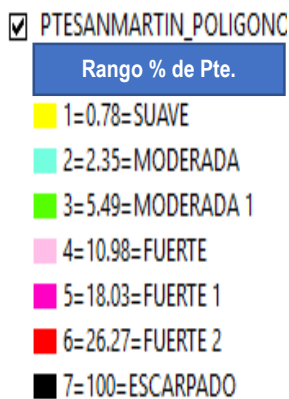 PTESANMARTIN_POLIGONO
Rango % de Pte.
1=0.78=SUAVE
2=2.35=MODERADA
3=5.49=MODERADA 1
4=10.98=FUERTE
5=18.03=FUERTE 1
6=26.27=FUERTE 2
7=100=ESCARPADO